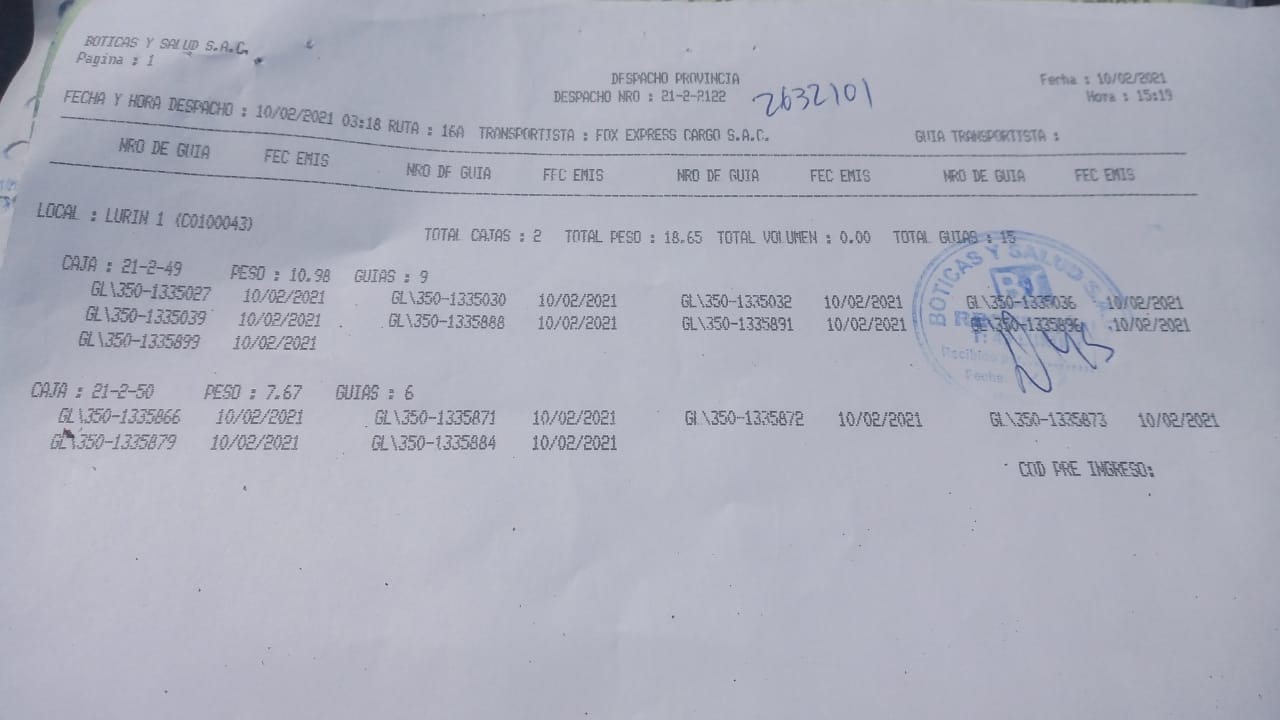 BOTICAS Y SALUD S.A.C.
Pagina : 1
DESPACHO PROVINCIA
Fecha : 10/02/2021
DESPACHO NRO : 21-2-2122 2632101
Hora : 15:19
FECHA Y HORA DESPACHO : 10/02/2021 03:18 RUTA : 16A TRANSPORTISTA : FOX EXPRESS CARGO S.A.C. GUIA TRANSPORTISTA :
NRO DE GUIA FEC EMIS NRO DE GUIA FEC EMIS NRO DE GUIA FEC EMIS NRO DE GUIA FEC EMIS
LOCAL : LURIN 1 (C0100043)
TOTAL CAJAS : 2 TOTAL PESO : 18.65 TOTAL VOLUMEN : 0.00 TOTAL GUIAS : 15
CAJA : 21-2-49 PESO : 10.98 GUIAS : 9
GL\350-1335027 10/02/2021 GL\350-1335030 10/02/2021 GL\350-1335032 10/02/2021 GL\350-1335036 10/02/2021
GL\350-1335039 10/02/2021 GL\350-1335888 10/02/2021 GL\350-1335891 10/02/2021 GL\350-1335896 10/02/2021
GL\350-1335899 10/02/2021
BOTICAS Y SALUD S.A.
Fecha:
CAJA : 21-2-50 PESO : 7.67 GUIAS : 6
GL\350-1335866 10/02/2021 GL\350-1335871 10/02/2021 GL\350-1335872 10/02/2021 GL\350-1335873 10/02/2021
GL\350-1335879 10/02/2021 GL\350-1335884 10/02/2021
COD PRE INGRESO: